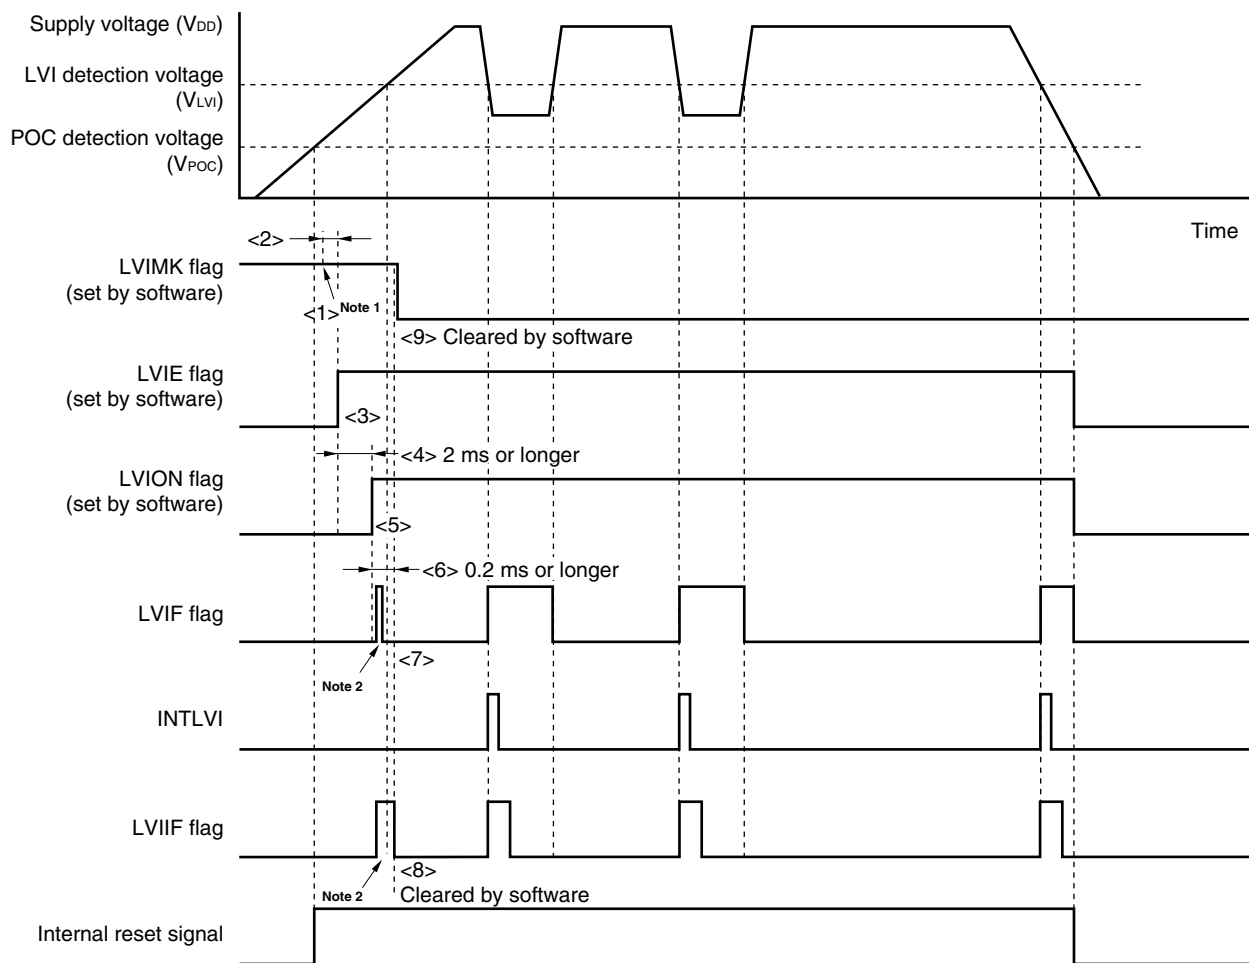 Supply voltage (VDD)
LVI detection voltage
(VLVI)
POC detection voltage
(VPOC)
Time
<2>
LVIMK flag
(set by software)
<1> Note 1
<9> Cleared by software
LVIE flag
(set by software)
<3>
<4> 2 ms or longer
LVION flag
(set by software)
<5>
<6> 0.2 ms or longer
LVIF flag
<7>
Note 2
INTLVI
LVIIF flag
<8>
Note 2
Cleared by software
Internal reset signal